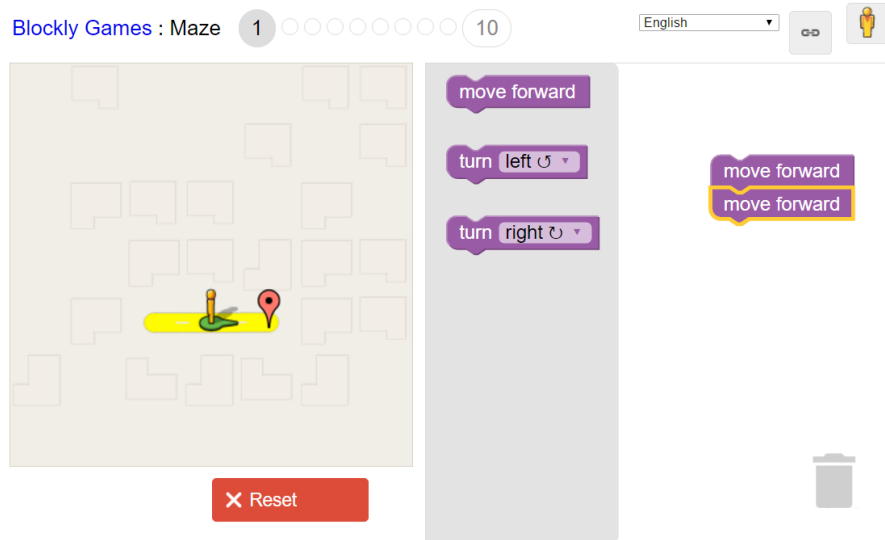 Blockly Games : Maze 1 10
English
move forward
turn left ↺
turn right ↻
move forward
move forward
Reset